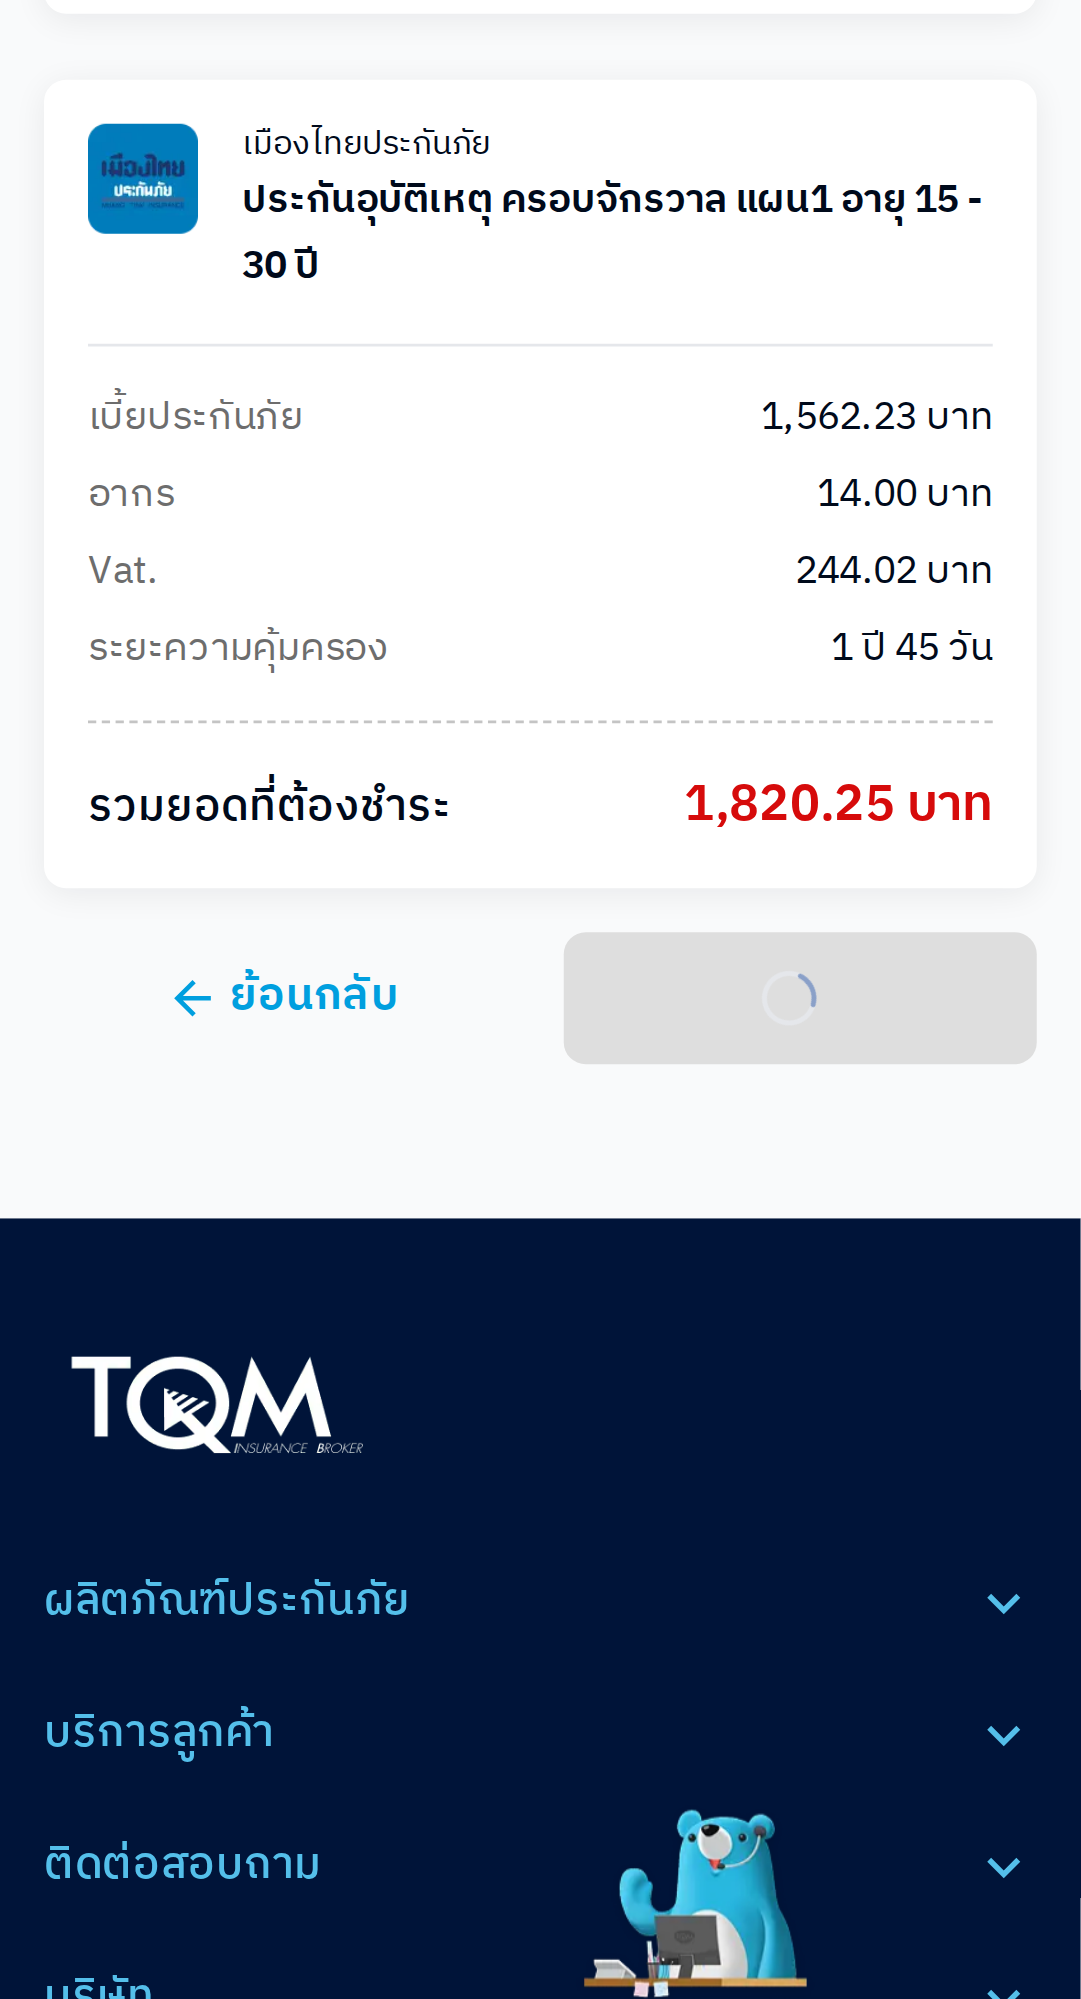 เมืองไทย
ประกันภัย
MUANG THAI INSURANCE
เมืองไทยประกันภัย
ประกันอุบัติเหตุ ครอบจักรวาล แผน1 อายุ 15 -
30 ปี
เบี้ยประกันภัย 1,562.23 บาท
อากร 14.00 บาท
Vat. 244.02 บาท
ระยะความคุ้มครอง 1 ปี 45 วัน
รวมยอดที่ต้องชำระ 1,820.25 บาท
ย้อนกลับ
TQM
INSURANCE BROKER
ผลิตภัณฑ์ประกันภัย
บริการลูกค้า
ติดต่อสอบถาม
บริษัท